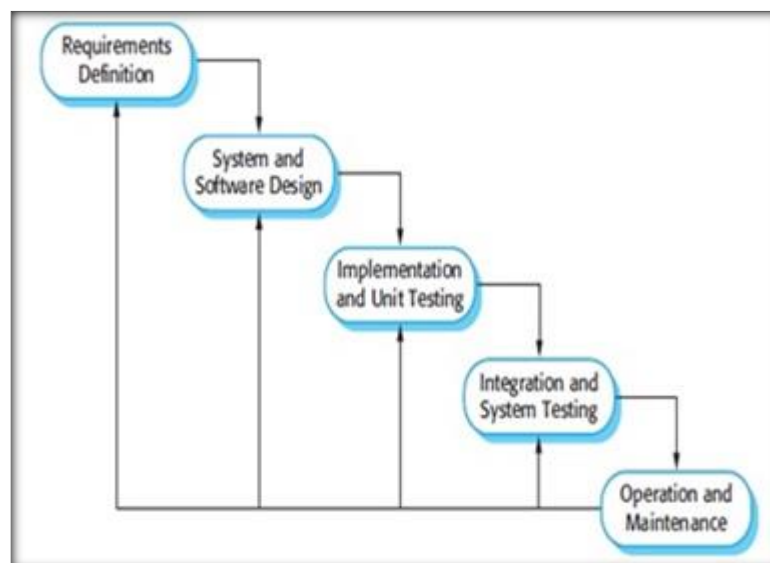 Requirements
Definition
System and
Software Design
Implementation
and Unit Testing
Integration and
System Testing
Operation and
Maintenance